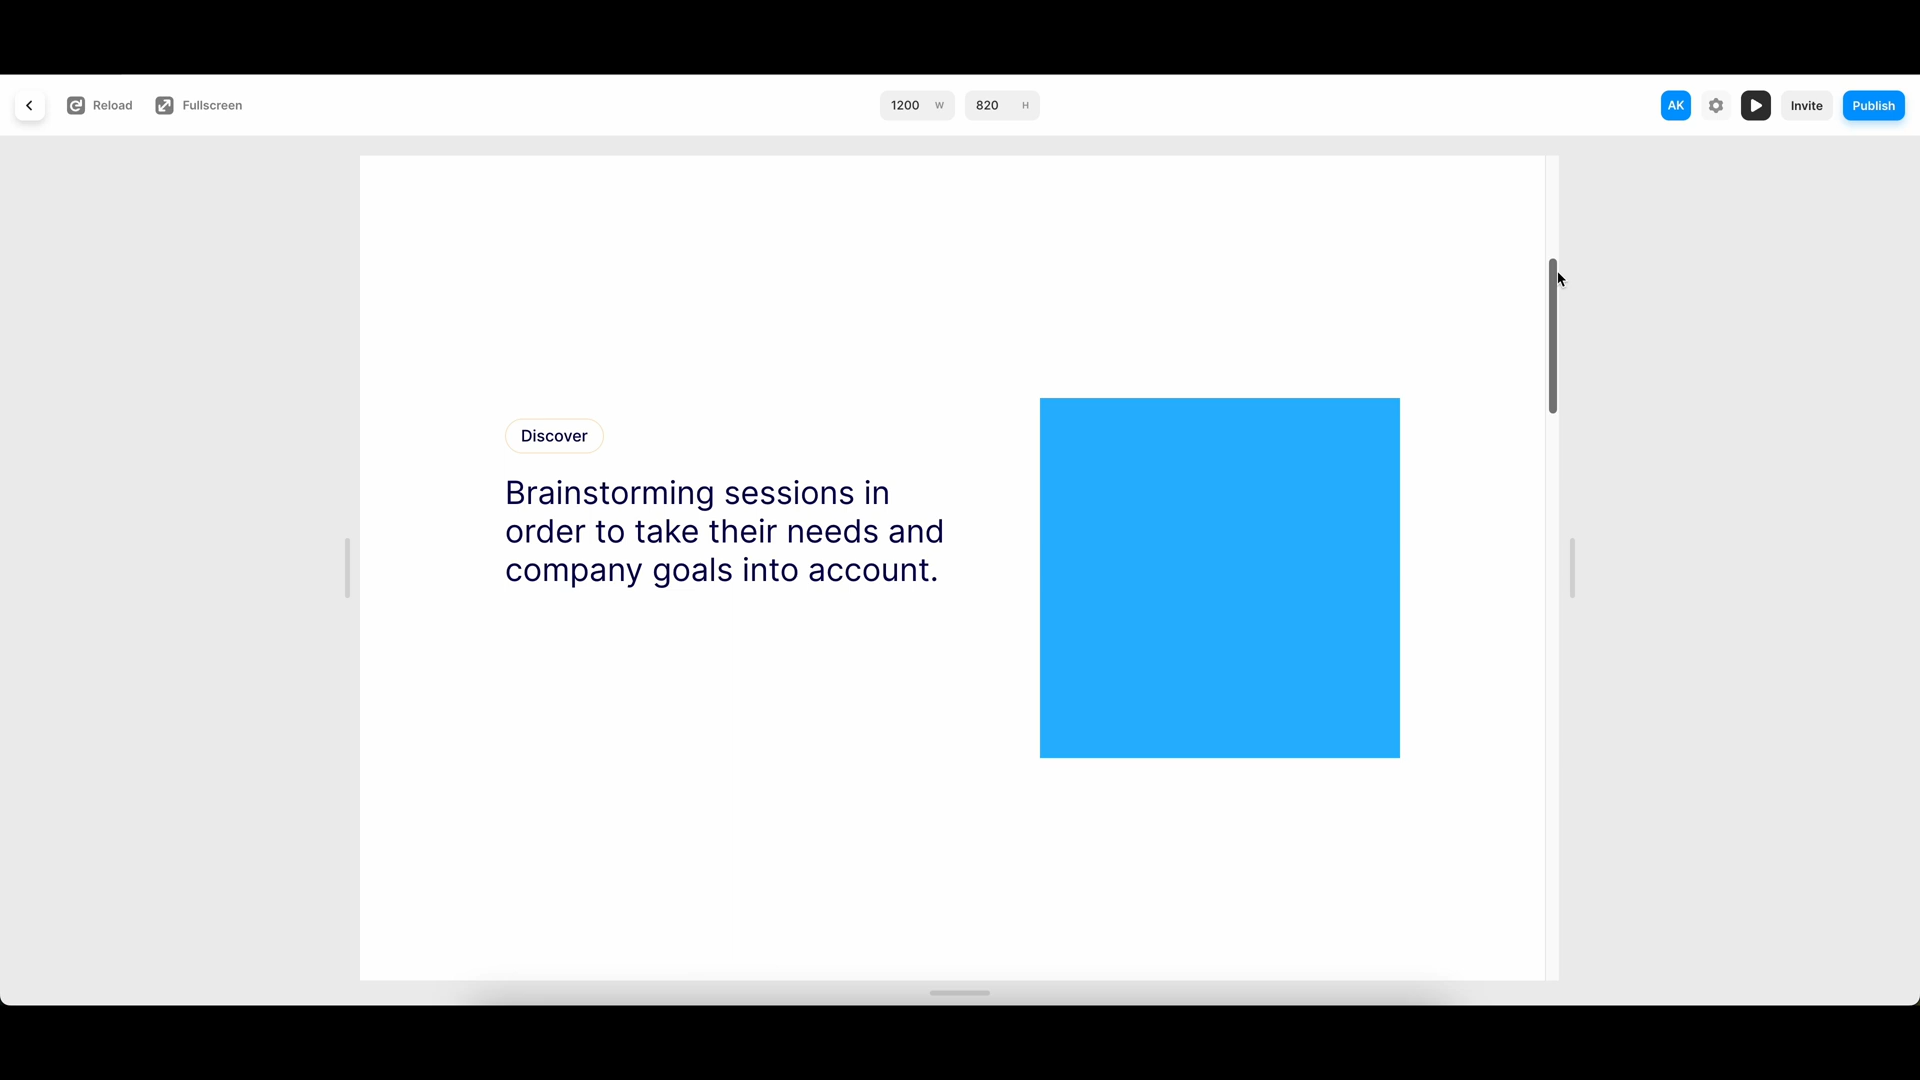 Reload
Fullscreen
1200 W
820 H
AK
Invite
Publish
Discover
Brainstorming sessions in
order to take their needs and
company goals into account.